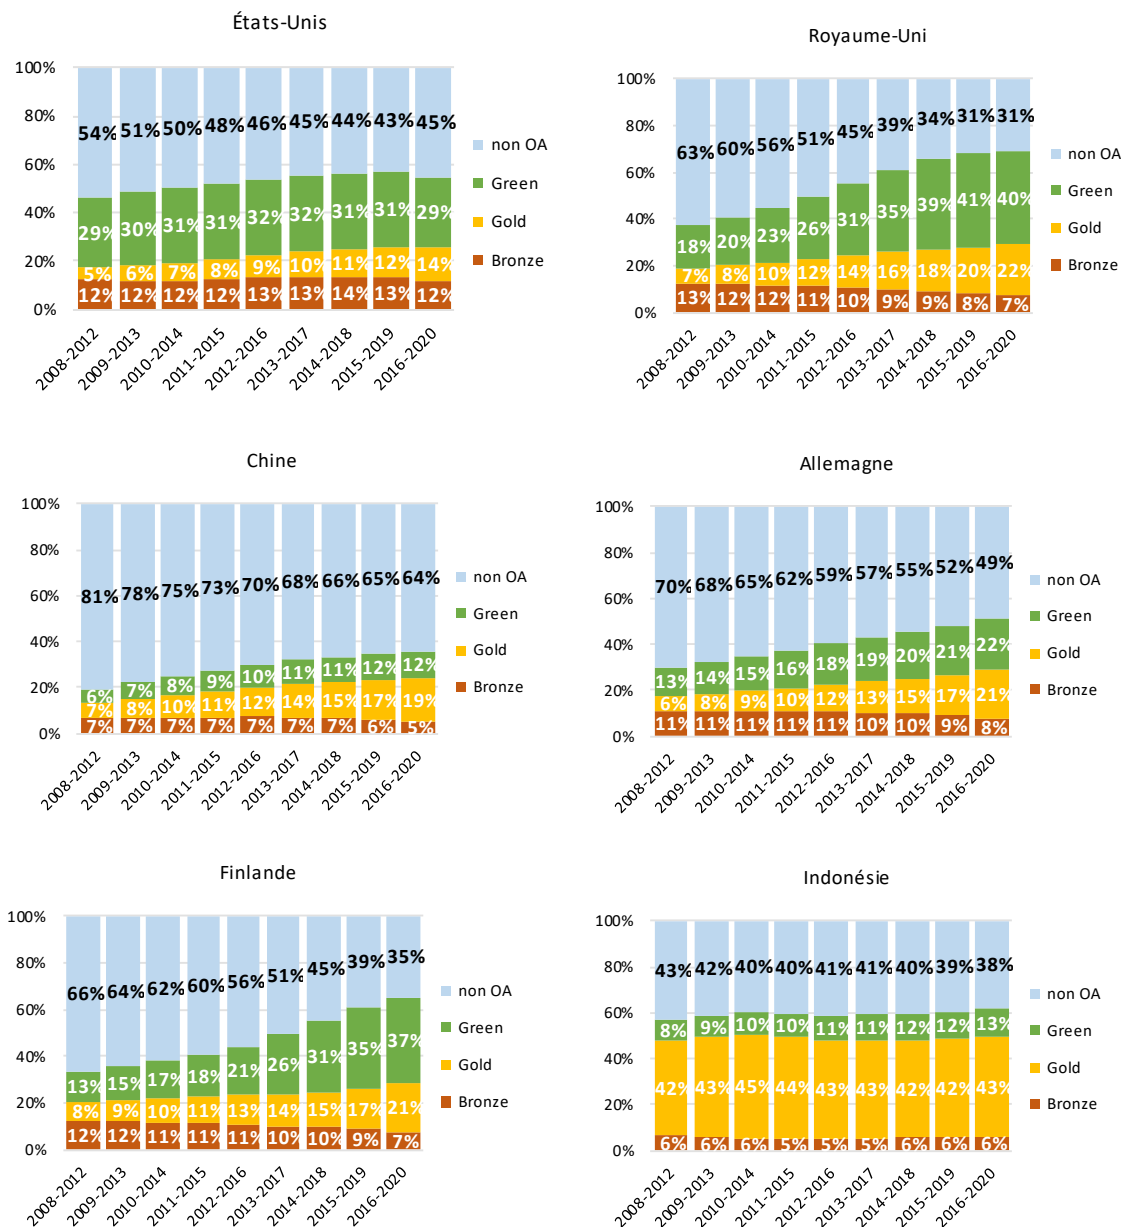 États-Unis
100%
80%
60%
40%
20%
0%
54% 51% 50% 48% 46% 45% 44% 43% 45%
29% 30% 31% 31% 32% 32% 31% 31% 29%
5% 6% 7% 8% 9% 10% 11% 12% 14%
12% 12% 12% 12% 13% 13% 14% 13% 12%
2008-2012 2009-2013 2010-2014 2011-2015 2012-2016 2013-2017 2014-2018 2015-2019 2016-2020
non OA
Green
Gold
Bronze
Royaume-Uni
100%
80%
60%
40%
20%
0%
63% 60% 56% 51% 45% 39% 34% 31% 31%
18% 20% 23% 26% 31% 35% 39% 41% 40%
7% 8% 10% 12% 14% 16% 18% 20% 22%
13% 12% 12% 11% 10% 9% 9% 8% 7%
2008-2012 2009-2013 2010-2014 2011-2015 2012-2016 2013-2017 2014-2018 2015-2019 2016-2020
non OA
Green
Gold
Bronze
Chine
100%
80%
60%
40%
20%
0%
81% 78% 75% 73% 70% 68% 66% 65% 64%
6% 7% 8% 9% 10% 11% 11% 12% 12%
7% 8% 10% 11% 12% 14% 15% 17% 19%
7% 7% 7% 7% 7% 7% 7% 6% 5%
2008-2012 2009-2013 2010-2014 2011-2015 2012-2016 2013-2017 2014-2018 2015-2019 2016-2020
non OA
Green
Gold
Bronze
Allemagne
100%
80%
60%
40%
20%
0%
70% 68% 65% 62% 59% 57% 55% 52% 49%
13% 14% 15% 16% 18% 19% 20% 21% 22%
6% 8% 9% 10% 12% 13% 15% 17% 21%
11% 11% 11% 11% 11% 10% 10% 9% 8%
2008-2012 2009-2013 2010-2014 2011-2015 2012-2016 2013-2017 2014-2018 2015-2019 2016-2020
non OA
Green
Gold
Bronze
Finlande
100%
80%
60%
40%
20%
0%
66% 64% 62% 60% 56% 51% 45% 39% 35%
13% 15% 17% 18% 21% 26% 31% 35% 37%
8% 9% 10% 11% 13% 14% 15% 17% 21%
12% 12% 11% 11% 11% 10% 10% 9% 7%
2008-2012 2009-2013 2010-2014 2011-2015 2012-2016 2013-2017 2014-2018 2015-2019 2016-2020
non OA
Green
Gold
Bronze
Indonésie
100%
80%
60%
40%
20%
0%
43% 42% 40% 40% 41% 41% 40% 39% 38%
8% 9% 10% 10% 11% 11% 12% 12% 13%
42% 43% 45% 44% 43% 43% 42% 42% 43%
6% 6% 6% 5% 5% 5% 6% 6% 6%
2008-2012 2009-2013 2010-2014 2011-2015 2012-2016 2013-2017 2014-2018 2015-2019 2016-2020
non OA
Green
Gold
Bronze